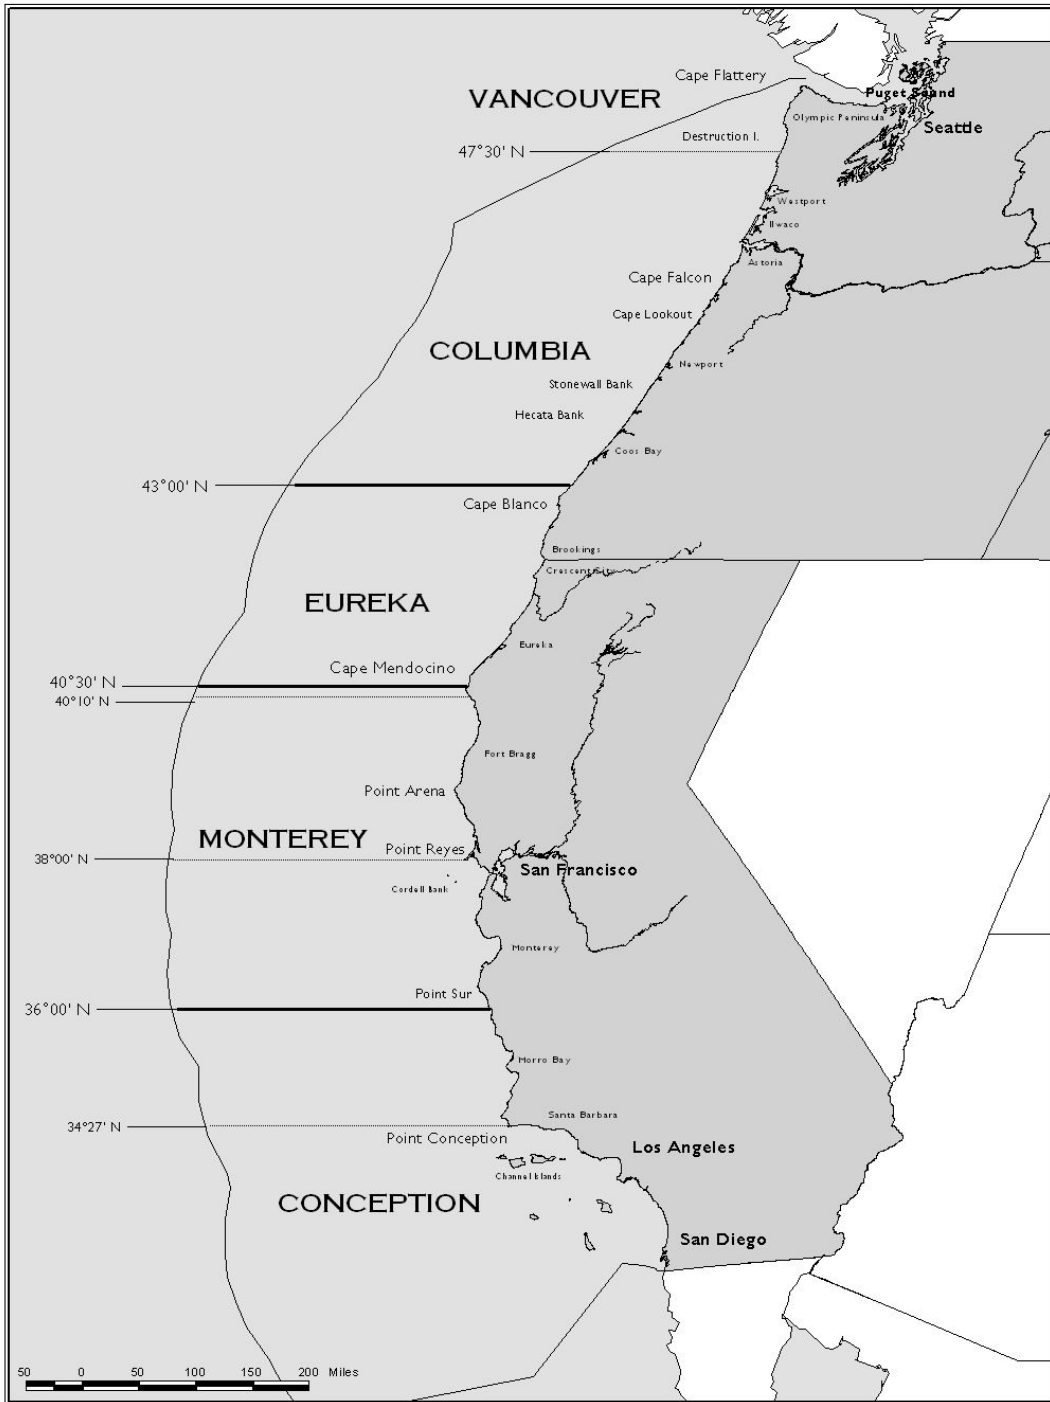 Cape Flattery
VANCOUVER
Puget Sound
Olympic Peninsula
Seattle
Destruction I.
47°30' N
Westport
Ilwaco
Astoria
Cape Falcon
Cape Lookout
COLUMBIA
Newport
Stonewall Bank
Hecata Bank
Coos Bay
43°00' N
Cape Blanco
Brookings
Crescent City
EUREKA
Eureka
Cape Mendocino
40°30' N
40°10' N
Fort Bragg
Point Arena
MONTEREY
Point Reyes
38°00' N
San Francisco
Cordell Bank
Monterey
Point Sur
36°00' N
Morro Bay
Santa Barbara
34°27' N
Point Conception
Los Angeles
Channel Islands
CONCEPTION
San Diego
50 0 50 100 150 200 Miles